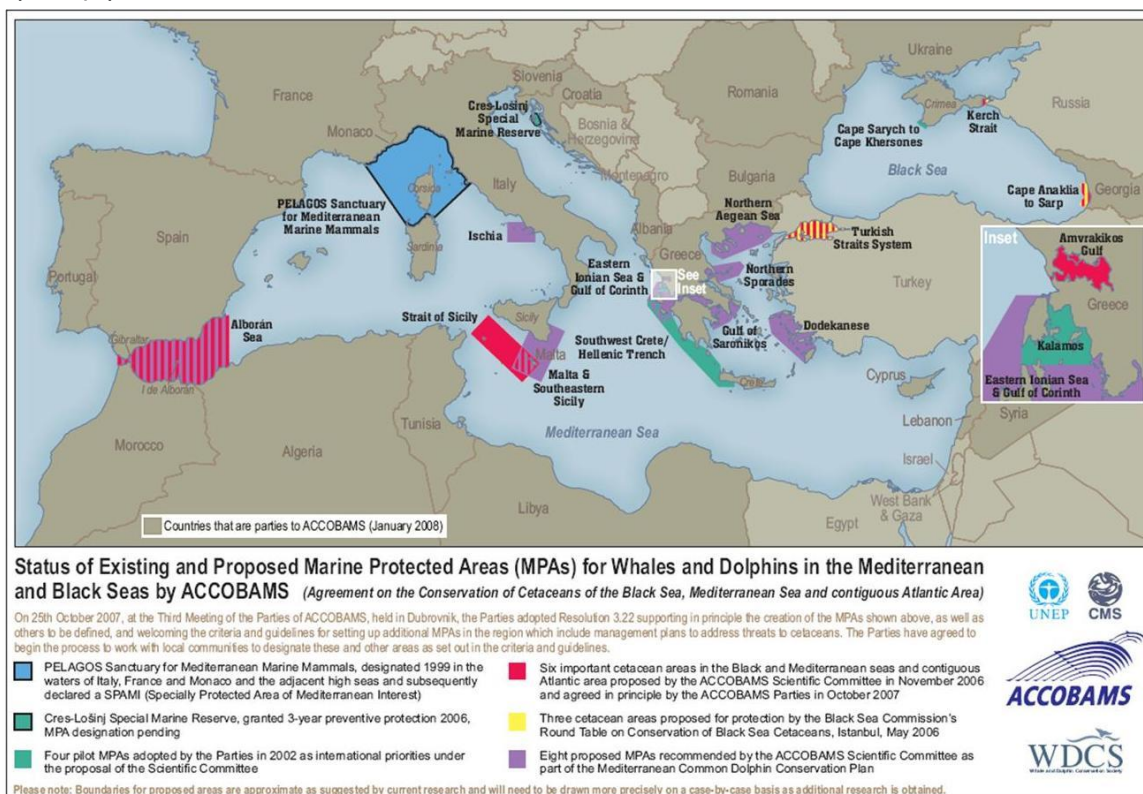 Ukraine
France
Slovenia
Croatia
Romania
Russia
Crimea
Cres-Lošinj
Special
Marine Reserve
Monaco
Bosnia &
Herzegovina
Kerch
Strait
Cape Sarych to
Cape Khersones
Black Sea
Montenegro
Bulgaria
Italy
Corsica
PELAGOS Sanctuary
for Mediterranean
Marine Mammals
Cape Anaklia
to Sarp
Georgia
Northern
Aegean Sea
Spain
Albania
Ischia
Sardinia
Turkish
Straits System
Inset
Amvrakikos
Gulf
Greece
Portugal
Eastern
Ionian Sea &
Gulf of Corinth
See
Inset
Northern
Sporades
Turkey
Greece
Strait of Sicily
Sicily
Alborán
Sea
Gibraltar
Dodekanese
Gulf of
Saronikos
Kalamos
Southwest Crete/
Hellenic Trench
Malta
Malta &
Southeastern
Sicily
I de Alborán
Crete
Cyprus
Eastern Ionian Sea
& Gulf of Corinth
Tunisia
Mediterranean Sea
Lebanon
Syria
Morocco
Algeria
Israel
West Bank
& Gaza
Libya
Egypt
Countries that are parties to ACCOBAMS (January 2008)
Status of Existing and Proposed Marine Protected Areas (MPAs) for Whales and Dolphins in the Mediterranean
and Black Seas by ACCOBAMS (Agreement on the Conservation of Cetaceans of the Black Sea, Mediterranean Sea and contiguous Atlantic Area)
On 25th October 2007, at the Third Meeting of the Parties of ACCOBAMS, held in Dubrovnik, the Parties adopted Resolution 3.22 supporting in principle the creation of the MPAs shown above, as well as
others to be defined, and welcoming the criteria and guidelines for setting up additional MPAs in the region which include management plans to address threats to cetaceans. The Parties have agreed to
begin the process to work with local communities to designate these and other areas as set out in the criteria and guidelines.
PELAGOS Sanctuary for Mediterranean Marine Mammals, designated 1999 in the
waters of Italy, France and Monaco and the adjacent high seas and subsequently
declared a SPAMI (Specially Protected Area of Mediterranean Interest)
Cres-Lošinj Special Marine Reserve, granted 3-year preventive protection 2006,
MPA designation pending
Four pilot MPAs adopted by the Parties in 2002 as international priorities under
the proposal of the Scientific Committee
Six important cetacean areas in the Black and Mediterranean seas and contiguous
Atlantic area proposed by the ACCOBAMS Scientific Committee in November 2006
and agreed in principle by the ACCOBAMS Parties in October 2007
Three cetacean areas proposed for protection by the Black Sea Commission's
Round Table on Conservation of Black Sea Cetaceans, Istanbul, May 2006
Eight proposed MPAs recommended by the ACCOBAMS Scientific Committee as
part of the Mediterranean Common Dolphin Conservation Plan
UNEP
CMS
ACCOBAMS
WDCS
Whale and Dolphin Conservation Society
Please note: Boundaries for proposed areas are approximate as suggested by current research and will need to be drawn more precisely on a case-by-case basis as additional research is obtained.